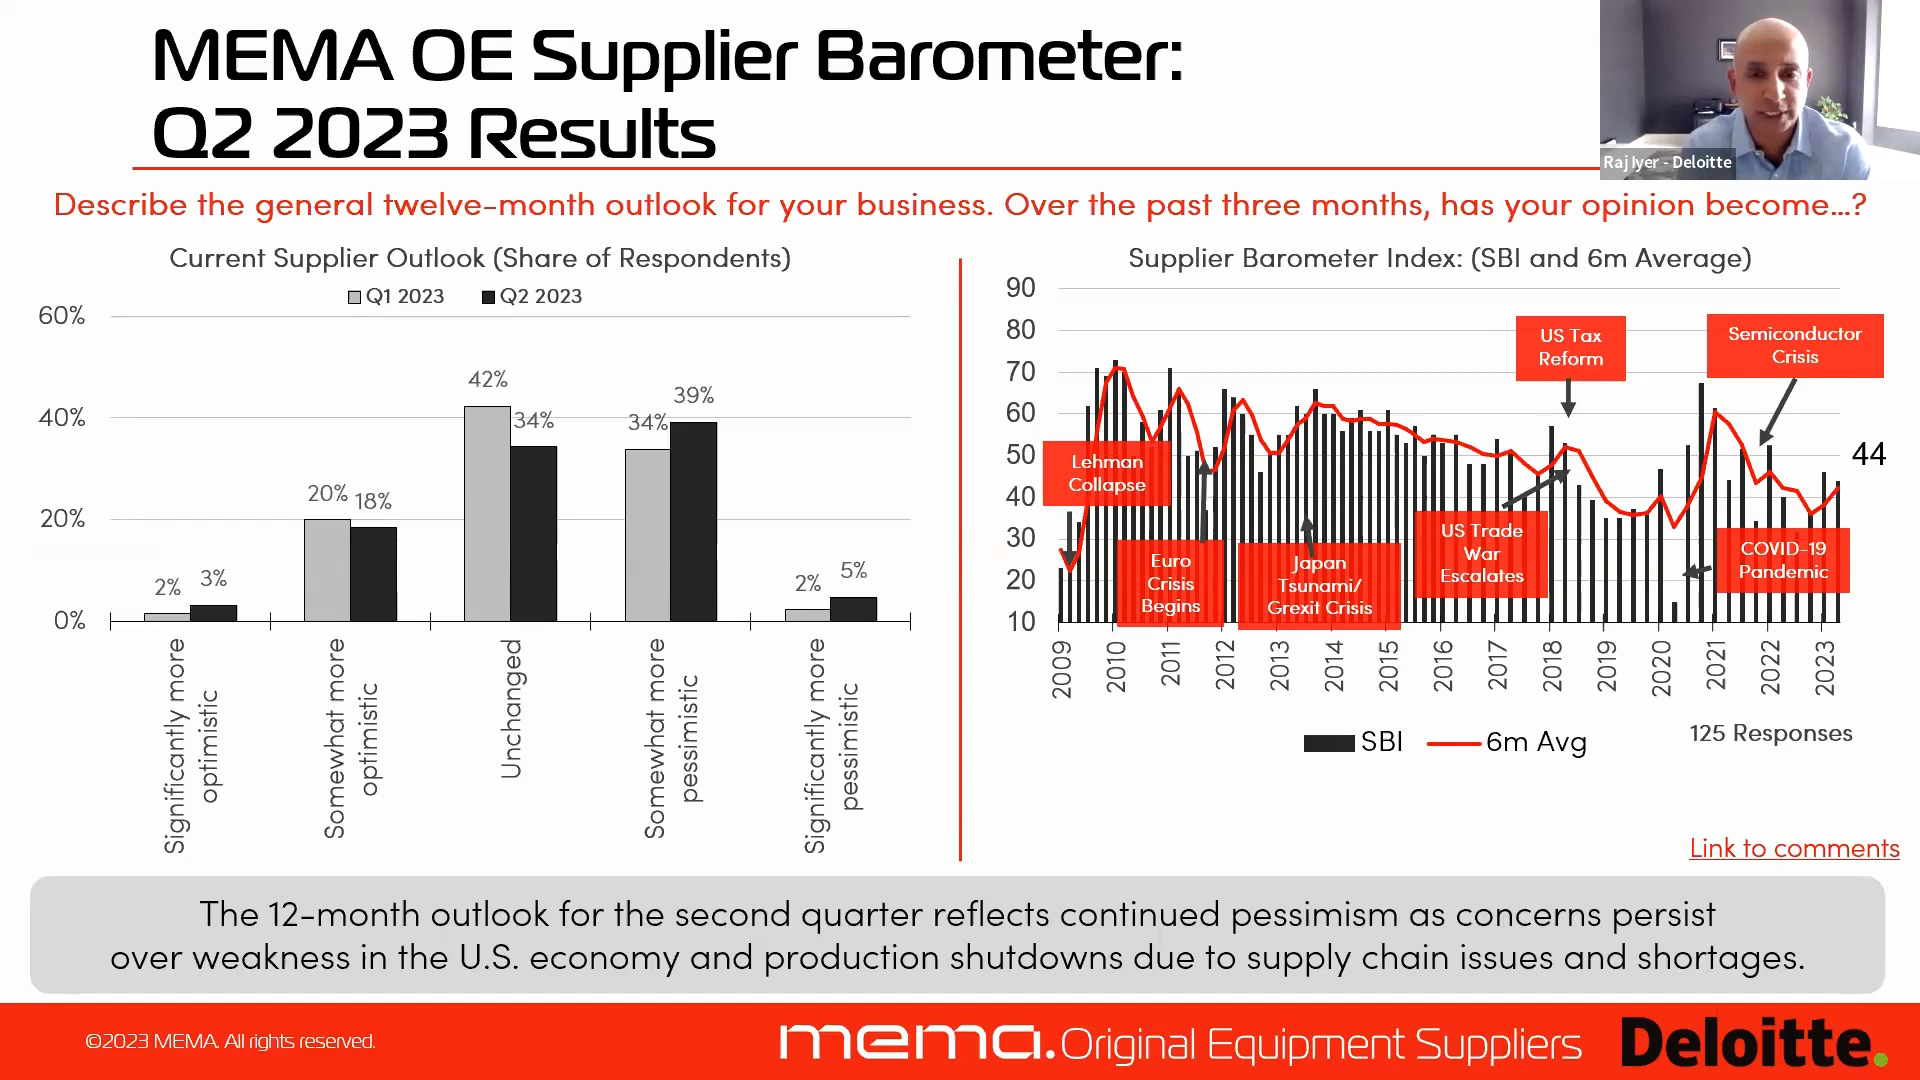 MEMA OE Supplier Barometer:
Q2 2023 Results
Raj Iyer - Deloitte
Describe the general twelve-month outlook for your business. Over the past three months, has your opinion become...?
Current Supplier Outlook (Share of Respondents)
Q1 2023 Q2 2023
60%
40%
20%
0%
2% 3%
20% 18%
42% 34%
34% 39%
2% 5%
Significantly more
optimistic
Somewhat more
optimistic
Unchanged
Somewhat more
pessimistic
Significantly more
pessimistic
Supplier Barometer Index: (SBI and 6m Average)
90
80
70
60
50
40
30
20
10
US Tax
Reform
Semiconductor
Crisis
44
Lehman
Collapse
Euro
Crisis
Begins
Japan
Tsunami/
Grexit Crisis
US Trade
War
Escalates
COVID-19
Pandemic
2009 2010 2011 2012 2013 2014 2015 2016 2017 2018 2019 2020 2021 2022 2023
SBI 6m Avg
125 Responses
Link to comments
The 12-month outlook for the second quarter reflects continued pessimism as concerns persist
over weakness in the U.S. economy and production shutdowns due to supply chain issues and shortages.
©2023 MEMA. All rights reserved.
mema. Original Equipment Suppliers
Deloitte.